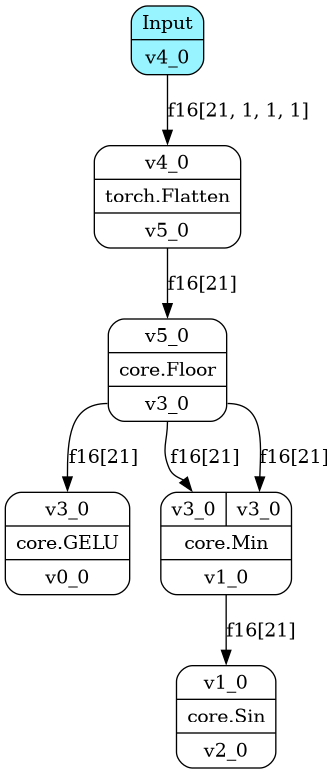 Input
v4_0
f16[21, 1, 1, 1]
v4_0
torch.Flatten
v5_0
f16[21]
v5_0
core.Floor
v3_0
f16[21]
f16[21]
f16[21]
v3_0
core.GELU
v0_0
v3_0
v3_0
core.Min
v1_0
f16[21]
v1_0
core.Sin
v2_0